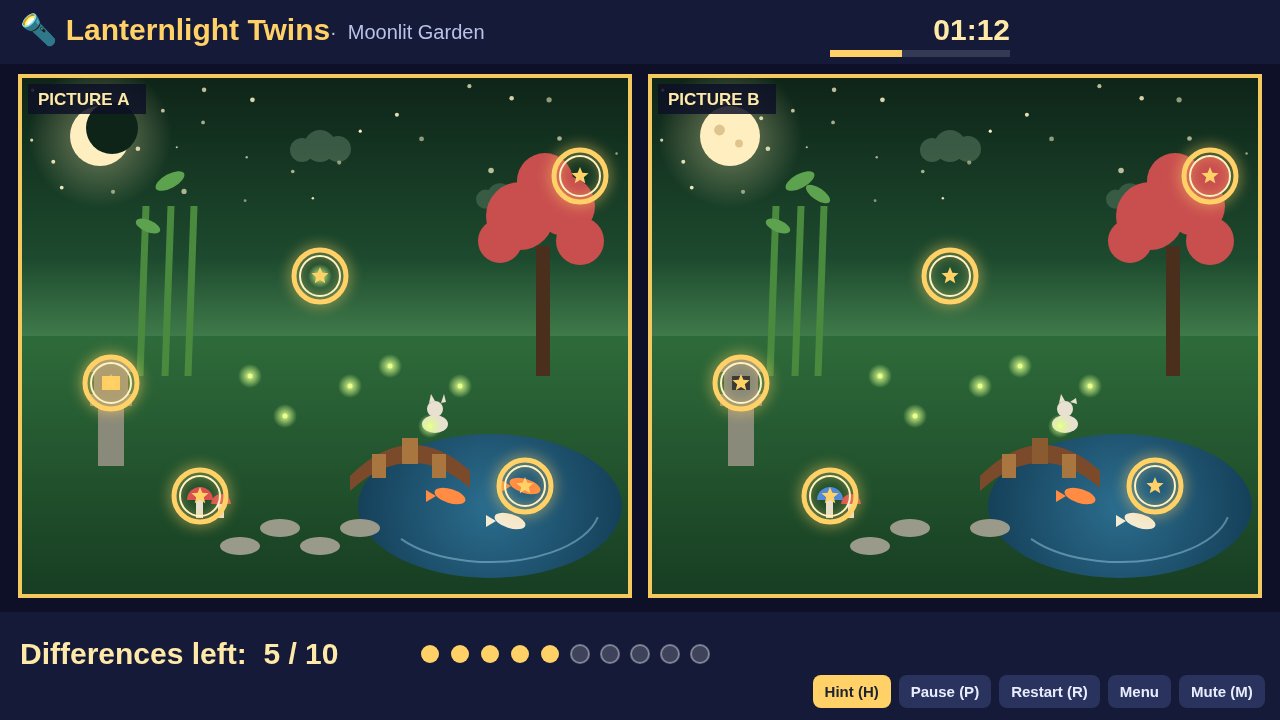 Lanternlight Twins · Moonlit Garden
01:12
PICTURE A
PICTURE B
Differences left: 5 / 10
Hint (H) Pause (P) Restart (R) Menu Mute (M)